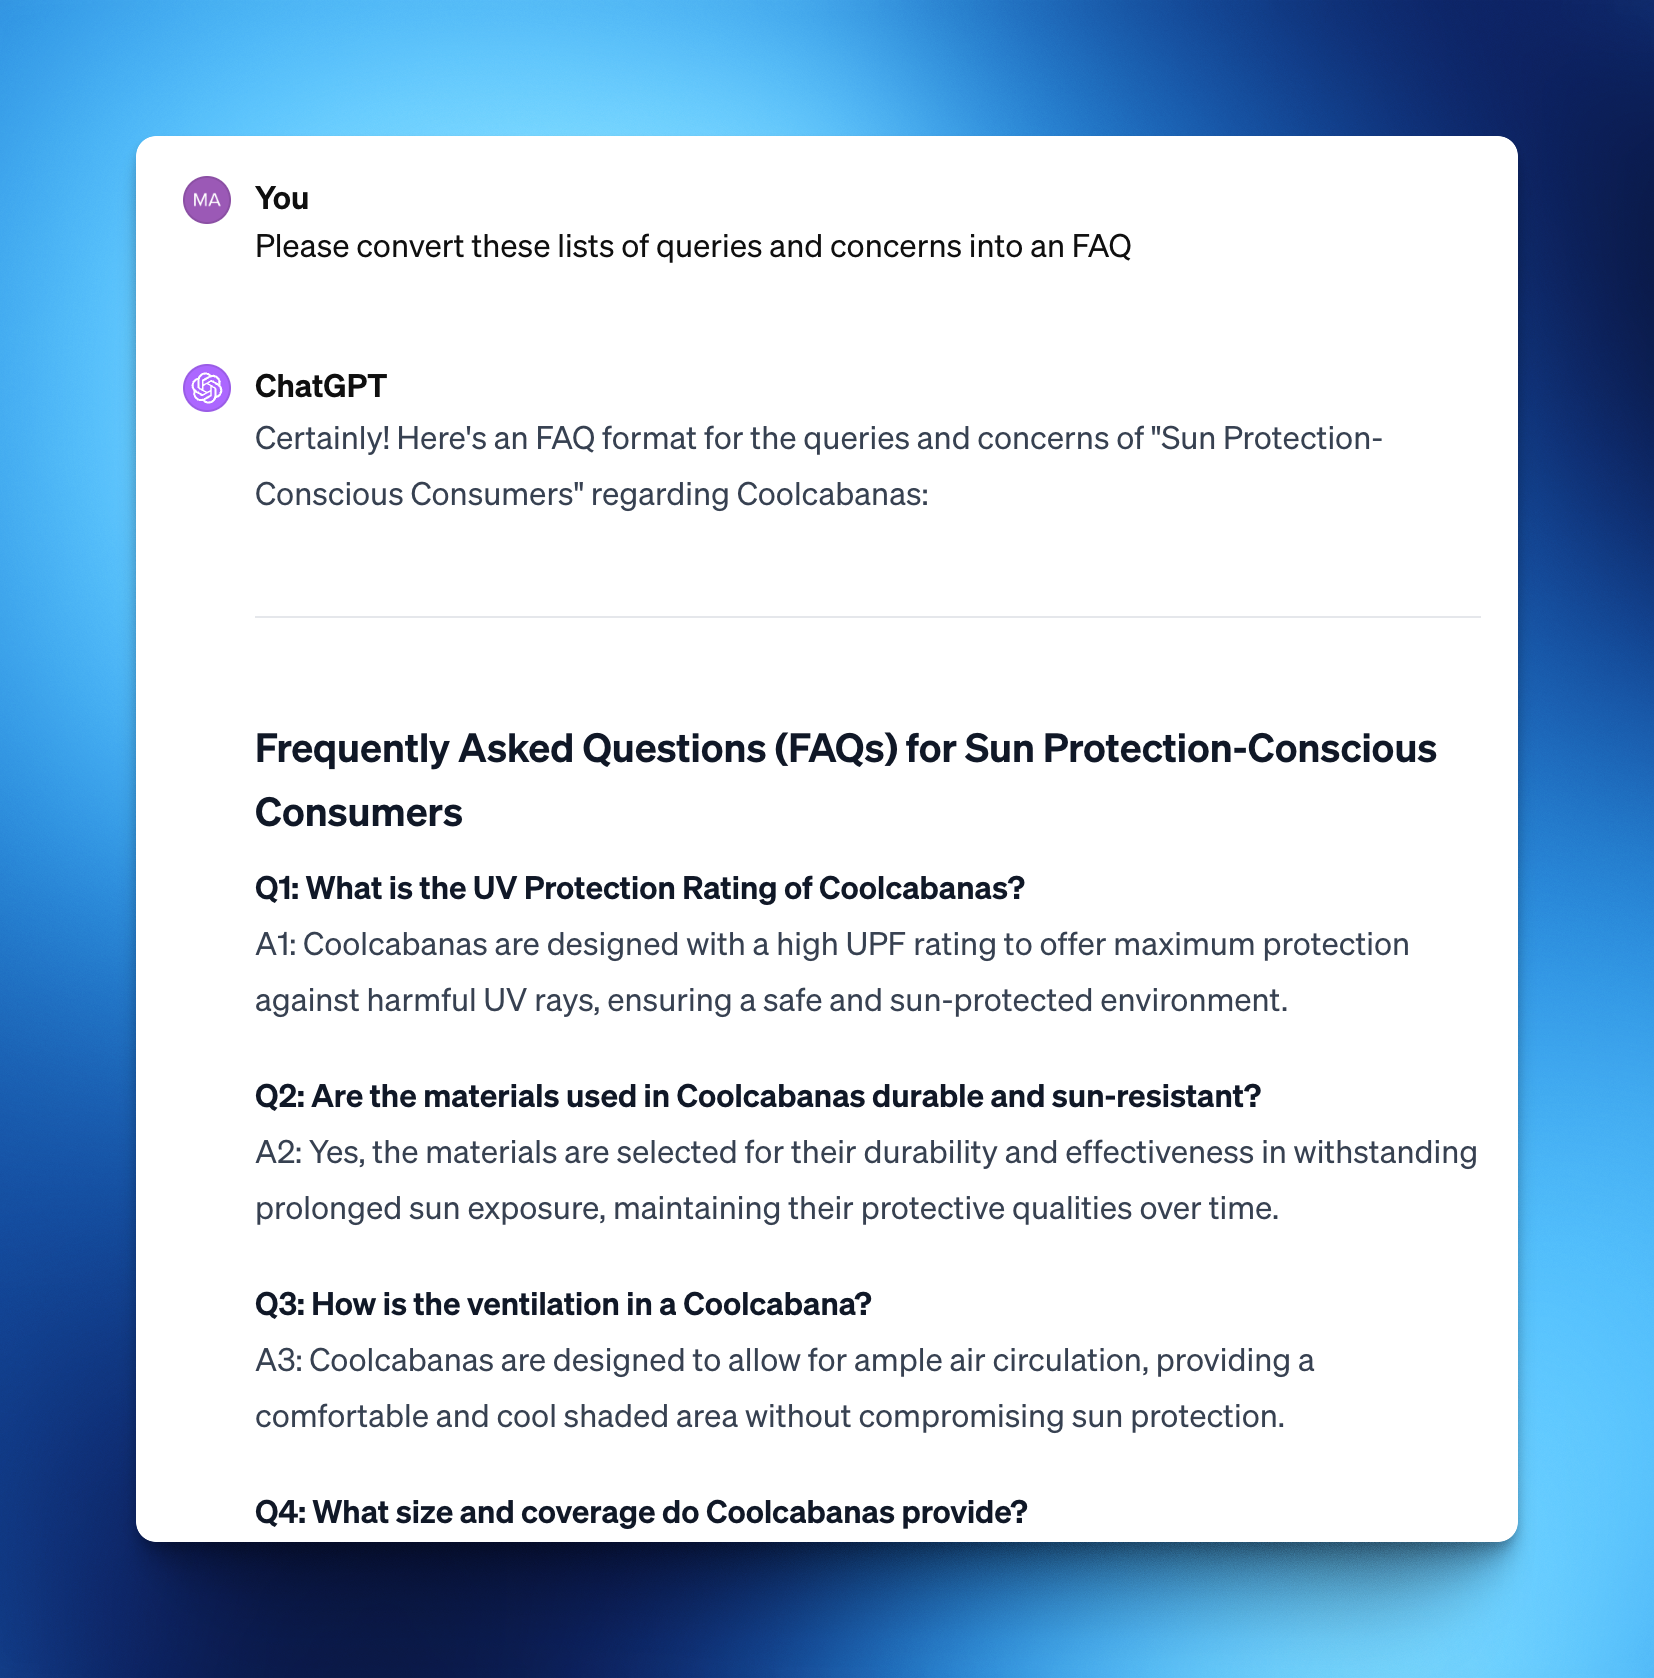 MA
You
Please convert these lists of queries and concerns into an FAQ
ChatGPT
Certainly! Here's an FAQ format for the queries and concerns of "Sun Protection-
Conscious Consumers" regarding Coolcabanas:
Frequently Asked Questions (FAQs) for Sun Protection-Conscious
Consumers
Q1: What is the UV Protection Rating of Coolcabanas?
A1: Coolcabanas are designed with a high UPF rating to offer maximum protection
against harmful UV rays, ensuring a safe and sun-protected environment.
Q2: Are the materials used in Coolcabanas durable and sun-resistant?
A2: Yes, the materials are selected for their durability and effectiveness in withstanding
prolonged sun exposure, maintaining their protective qualities over time.
Q3: How is the ventilation in a Coolcabana?
A3: Coolcabanas are designed to allow for ample air circulation, providing a
comfortable and cool shaded area without compromising sun protection.
Q4: What size and coverage do Coolcabanas provide?